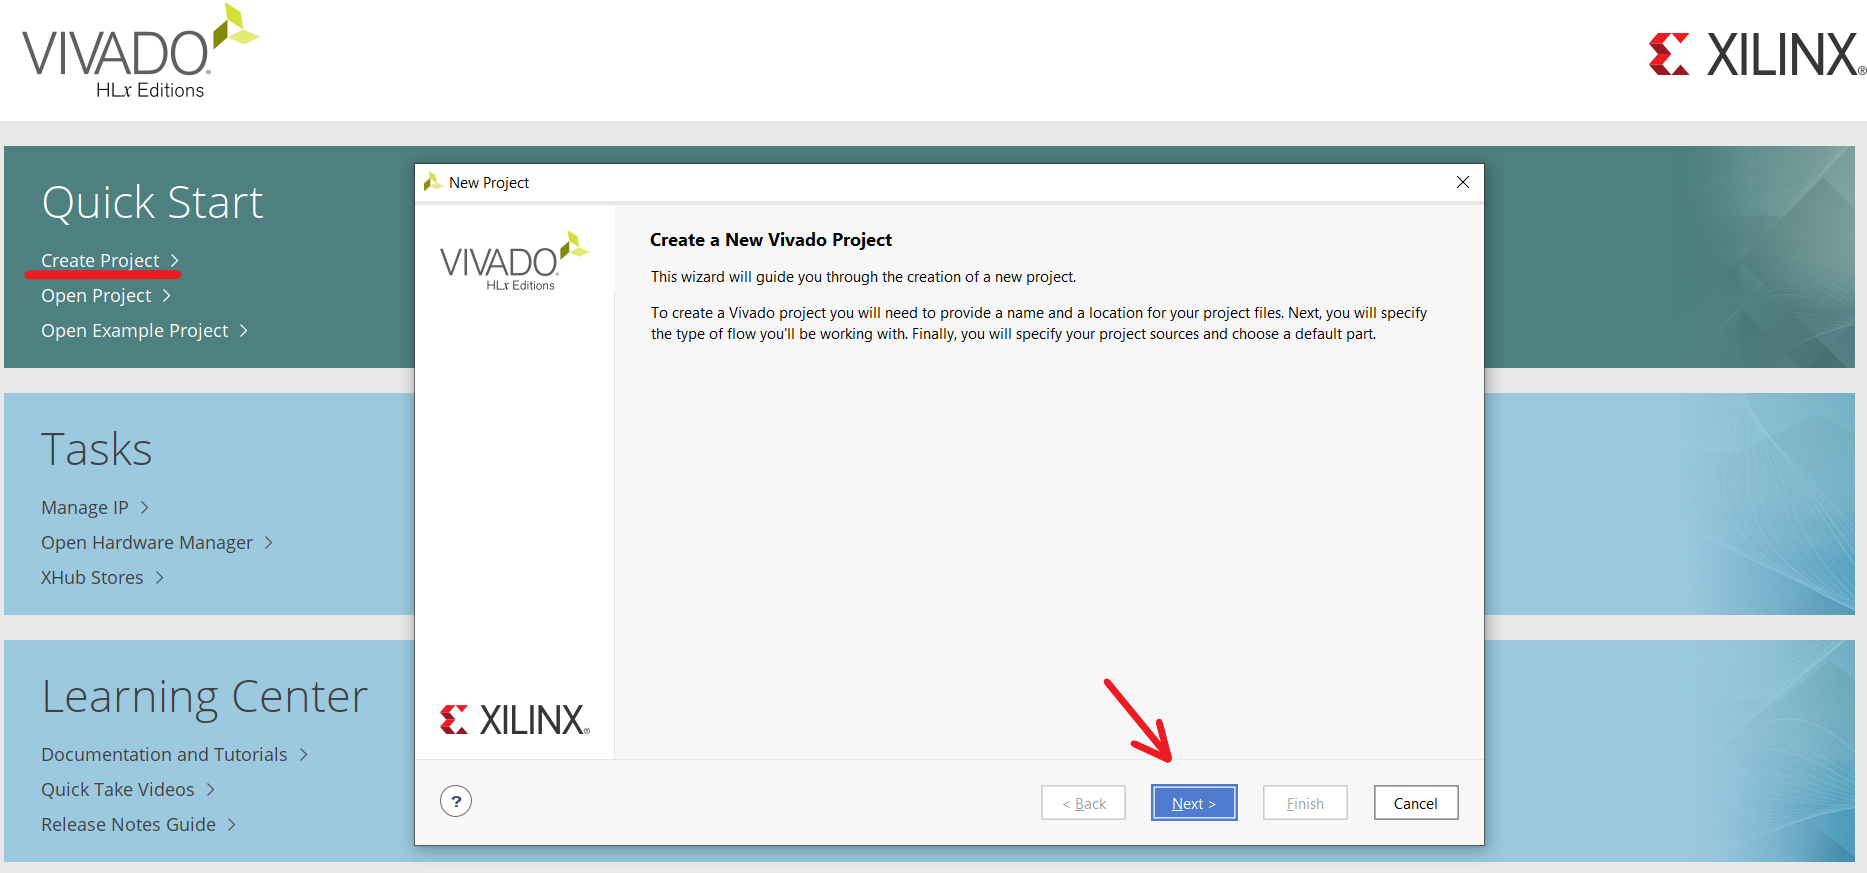 VIVADO®
HLx Editions
XILINX®
Quick Start
Create Project >
Open Project >
Open Example Project >
Tasks
Manage IP >
Open Hardware Manager >
XHub Stores >
Learning Center
Documentation and Tutorials >
Quick Take Videos >
Release Notes Guide >
New Project
VIVADO®
HLx Editions
XILINX®
Create a New Vivado Project
This wizard will guide you through the creation of a new project.
To create a Vivado project you will need to provide a name and a location for your project files. Next, you will specify
the type of flow you'll be working with. Finally, you will specify your project sources and choose a default part.
?
< Back
Next >
Finish
Cancel